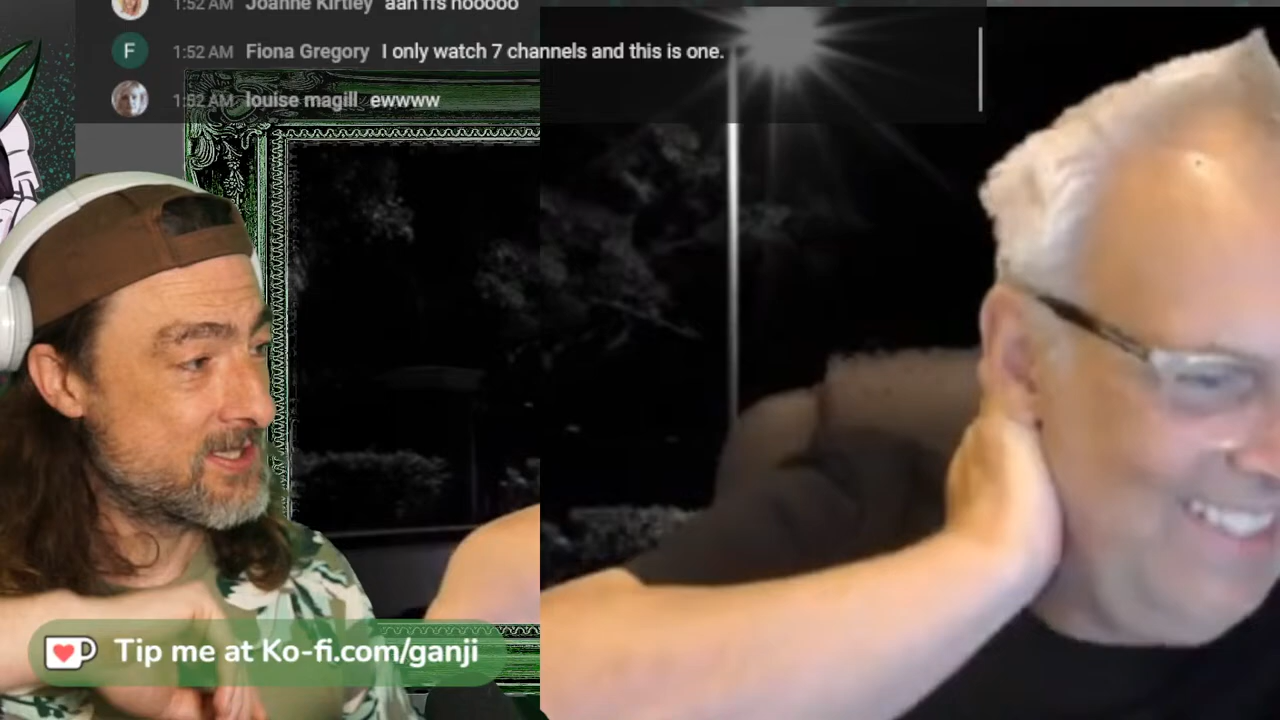 1:52 AM Joanne Kirtley aah ffs nooooo
F 1:52 AM Fiona Gregory I only watch 7 channels and this is one.
1:52 AM louise magill ewwww
Tip me at Ko-fi.com/ganji